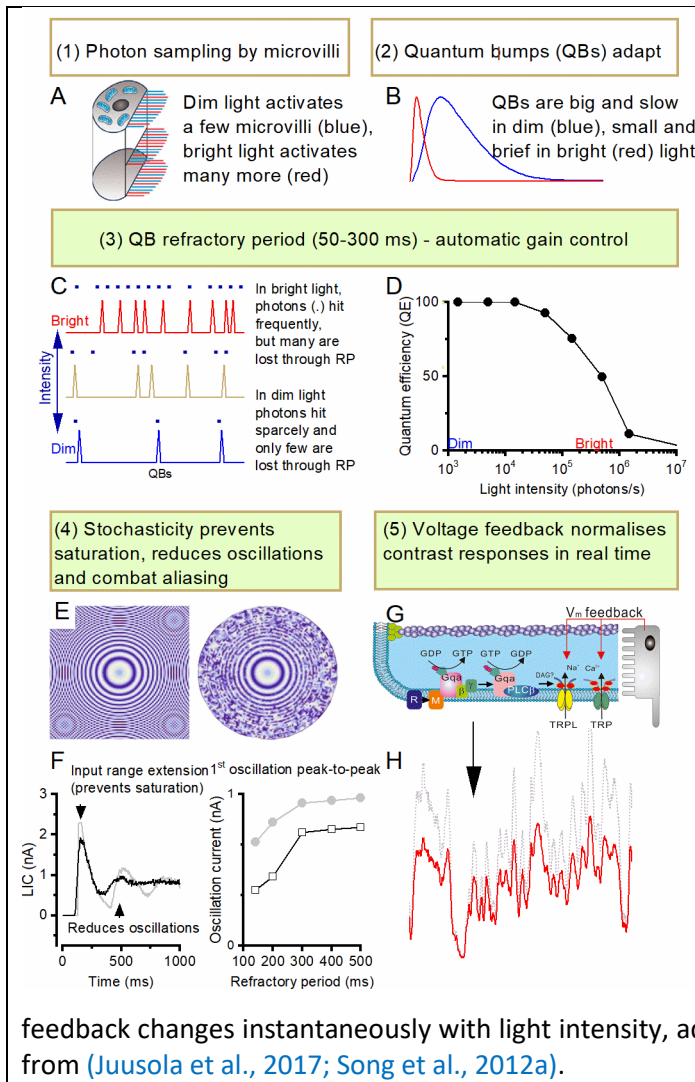 (1) Photon sampling by microvilli
(2) Quantum bumps (QBs) adapt
A
Dim light activates
a few microvilli (blue),
bright light activates
many more (red)
B
QBs are big and slow
in dim (blue), small and
brief in bright (red) light
(3) QB refractory period (50-300 ms) - automatic gain control
C
Bright
Intensity
Dim
QBs
In bright light,
photons (.) hit
frequently,
but many are
lost through RP
In dim light
photons hit
sparcely and
only few are
lost through RP
D
Quantum efficiency (QE)
100
50
0
Dim
Bright
10³ 10⁴ 10⁵ 10⁶ 10⁷
Light intensity (photons/s)
(4) Stochasticity prevents
saturation, reduces oscillations
and combat aliasing
(5) Voltage feedback normalises
contrast responses in real time
E
G
Vm feedback
GDP GTP GTP GDP
Gqa
Gqa
DAG?
Na⁺
Ca²⁺
R
M
β
γ
PLCβ
TRPL
TRP
F
Input range extension
(prevents saturation)
LIC (nA)
3
2
1
0
Reduces oscillations
0 500 1000
Time (ms)
1st oscillation peak-to-peak
Oscillation current (nA)
1
0
100 200 300 400 500
Refractory period (ms)
H
feedback changes instantaneously with light intensity, ad
from (Juusola et al., 2017; Song et al., 2012a).